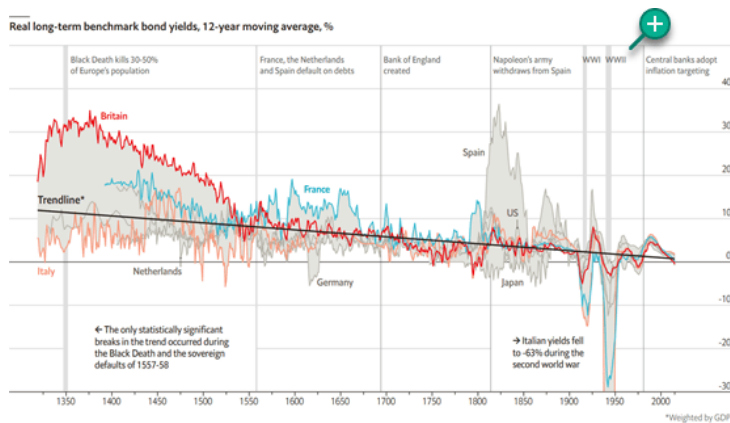 Real long-term benchmark bond yields, 12-year moving average, %
Black Death kills 30-50%
of Europe's population
France, the Netherlands
and Spain default on debts
Bank of England
created
Napoleon's army
withdraws from Spain
WWI
WWII
Central banks adopt
inflation targeting
40
30
20
10
0
-10
-20
-30
Britain
Spain
France
Trendline*
US
Italy
Netherlands
Germany
Japan
← The only statistically significant
breaks in the trend occurred during
the Black Death and the sovereign
defaults of 1557-58
→ Italian yields fell
to -63% during the
second world war
1350 1400 1450 1500 1550 1600 1650 1700 1750 1800 1850 1900 1950 2000
*Weighted by GDP